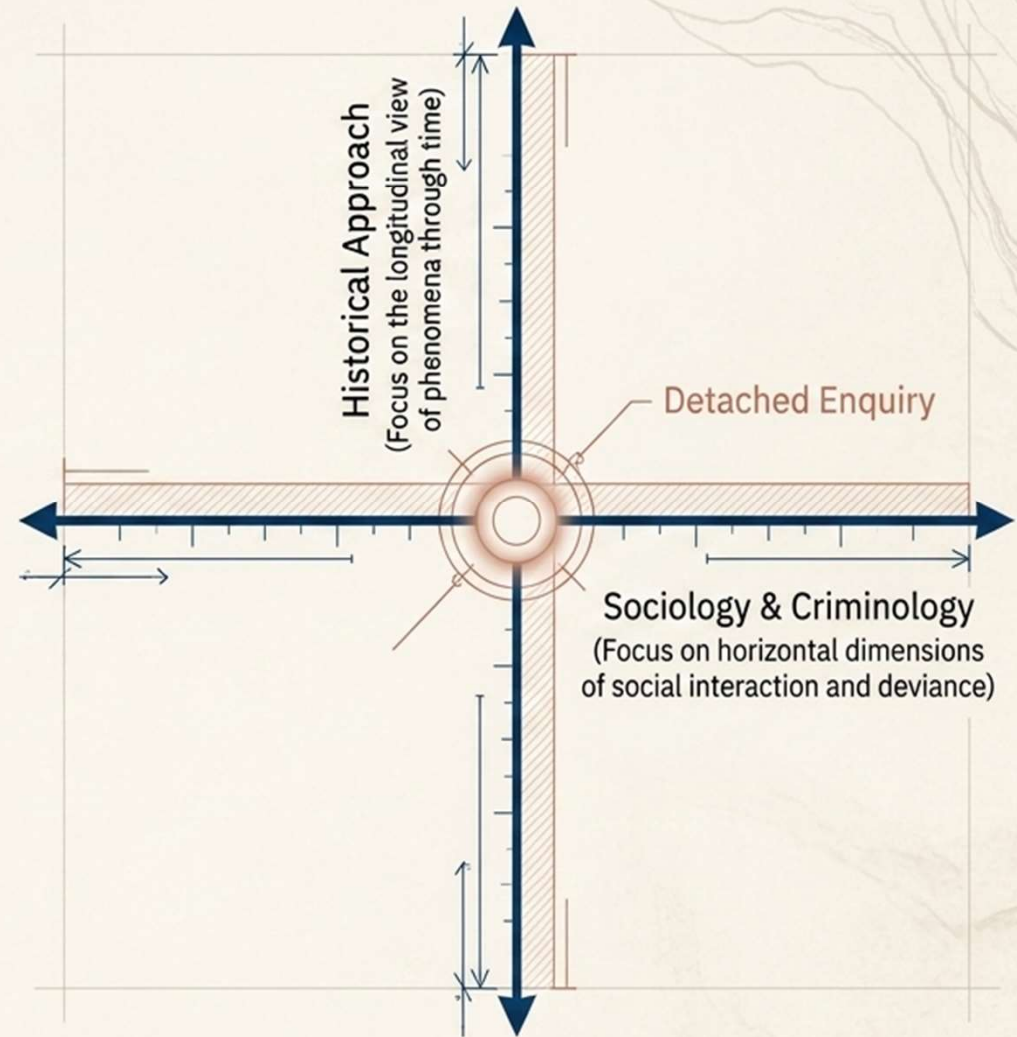 Historical Approach
(Focus on the longitudinal view
of phenomena through time)
Detached Enquiry
Sociology & Criminology
(Focus on horizontal dimensions
of social interaction and deviance)